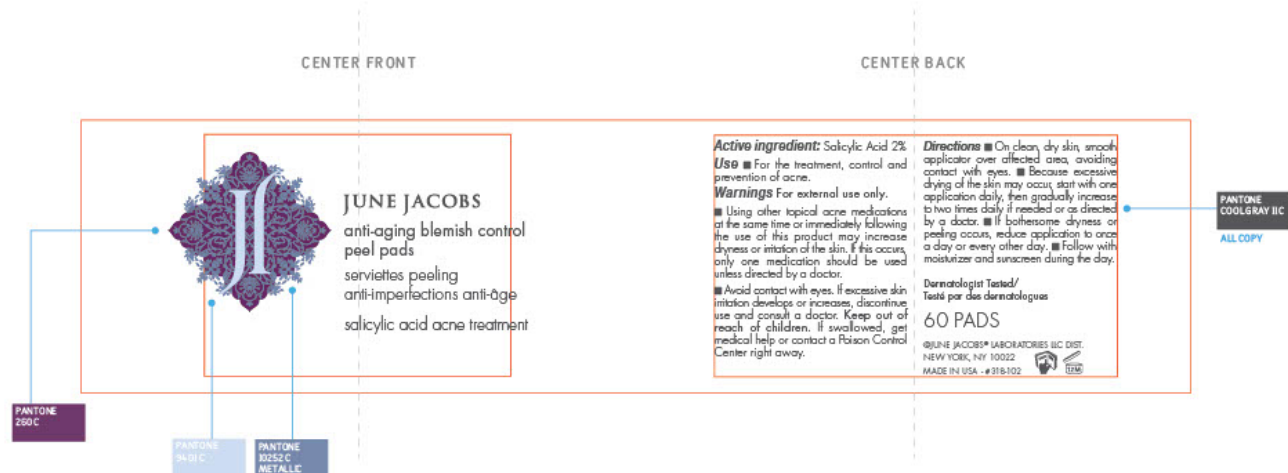 CENTER FRONT
CENTER BACK
JJ
JUNE JACOBS
anti-aging blemish control
peel pads
serviettes peeling
anti-imperfections anti-âge
salicylic acid acne treatment
Active ingredient: Salicylic Acid 2%
Use ■ For the treatment, control and
prevention of acne.
Warnings For external use only.
■ Using other topical acne medications
at the same time or immediately following
the use of this product may increase
dryness or irritation of the skin. If this occurs,
only one medication should be used
unless directed by a doctor.
■ Avoid contact with eyes. If excessive skin
irritation develops or increases, discontinue
use and consult a doctor. Keep out of
reach of children. If swallowed, get
medical help or contact a Poison Control
Center right away.
Directions ■ On clean, dry skin, smooth
applicator over affected area, avoiding
contact with eyes. ■ Because excessive
drying of the skin may occur, start with one
application daily, then gradually increase
to two times daily if needed or as directed
by a doctor. ■ If bothersome dryness or
peeling occurs, reduce application to once
a day or every other day. ■ Follow with
moisturizer and sunscreen during the day.
Dermatologist Tested/
Testé par des dermatologues
60 PADS
©JUNE JACOBS® LABORATORIES LLC DIST.
NEW YORK, NY 10022
MADE IN USA - #318-102
12M
PANTONE
COOLGRAY 11C
ALL COPY
PANTONE
260 C
PANTONE
9401 C
PANTONE
10252 C
METALLIC